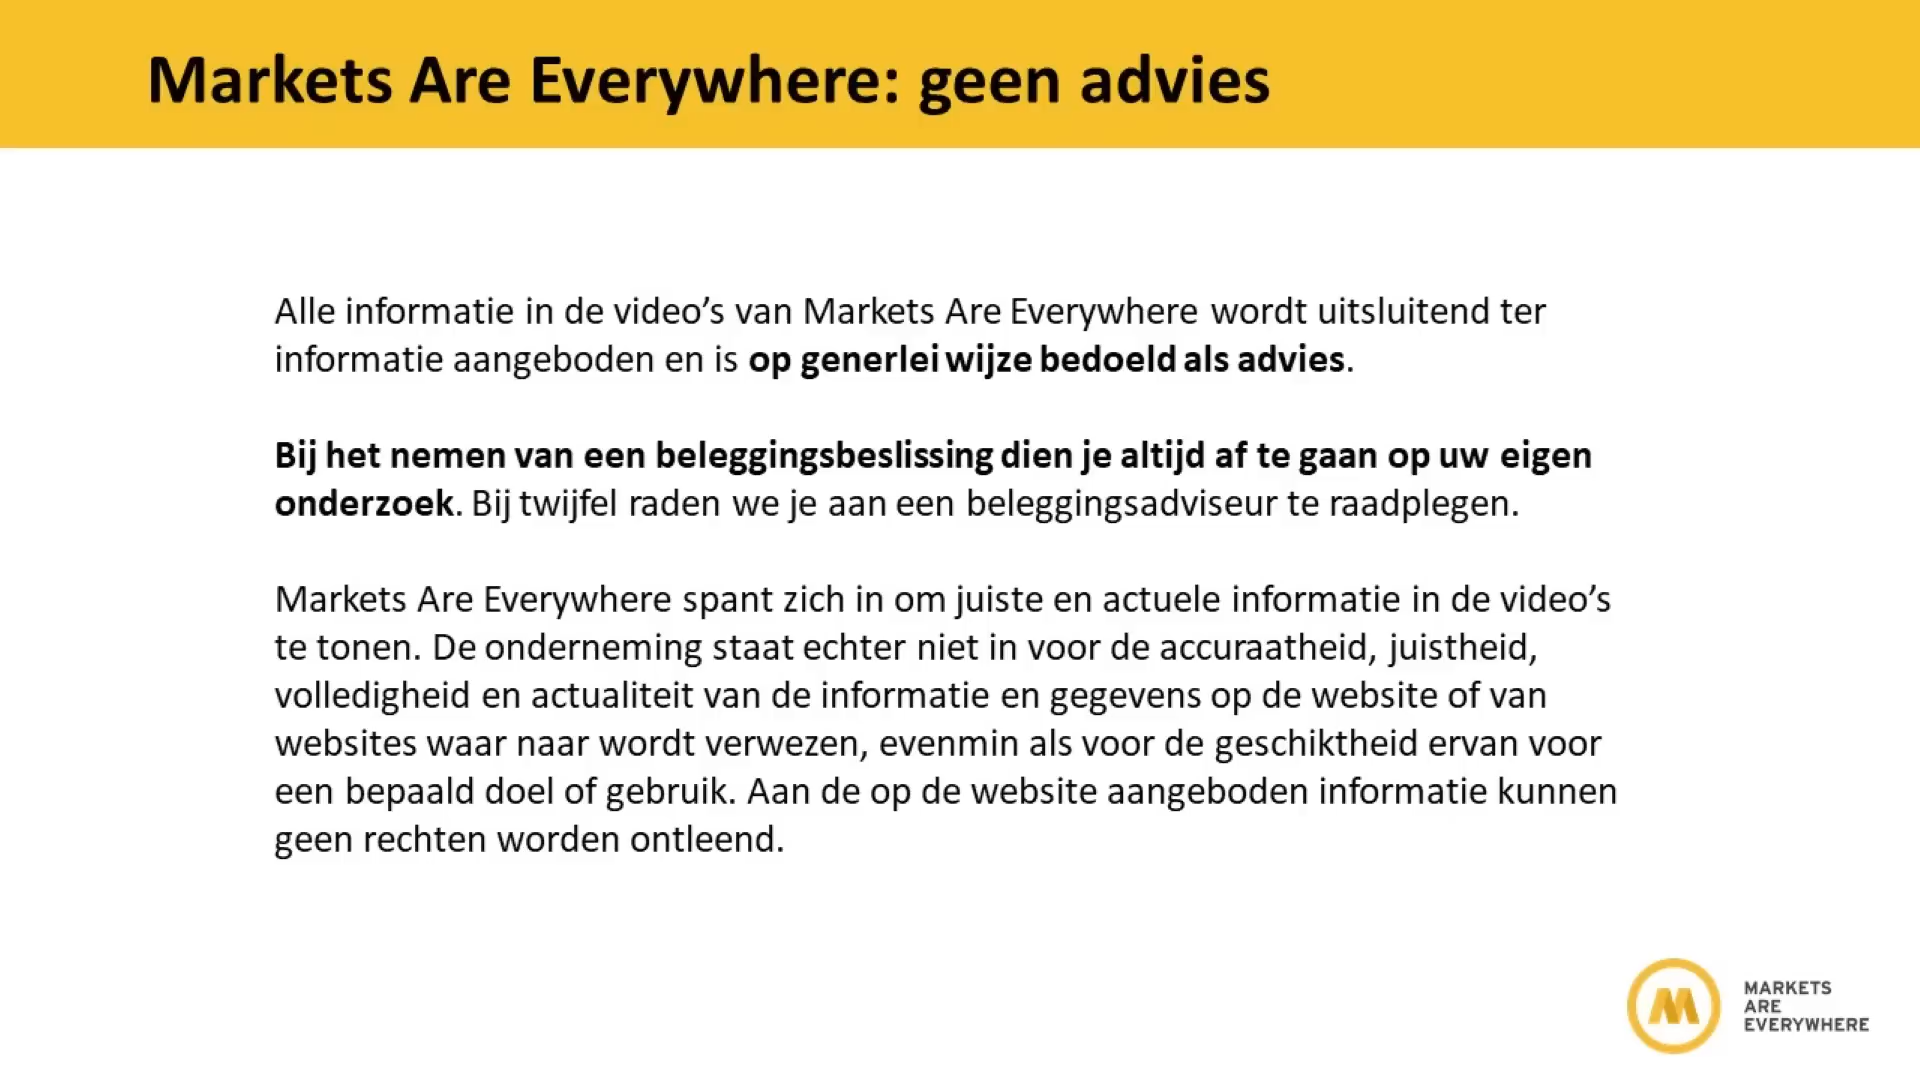 Markets Are Everywhere: geen advies
Alle informatie in de video’s van Markets Are Everywhere wordt uitsluitend ter
informatie aangeboden en is op generlei wijze bedoeld als advies.
Bij het nemen van een beleggingsbeslissing dien je altijd af te gaan op uw eigen
onderzoek. Bij twijfel raden we je aan een beleggingsadviseur te raadplegen.
Markets Are Everywhere spant zich in om juiste en actuele informatie in de video’s
te tonen. De onderneming staat echter niet in voor de accuraatheid, juistheid,
volledigheid en actualiteit van de informatie en gegevens op de website of van
websites waar naar wordt verwezen, evenmin als voor de geschiktheid ervan voor
een bepaald doel of gebruik. Aan de op de website aangeboden informatie kunnen
geen rechten worden ontleend.
MARKETS
ARE
EVERYWHERE